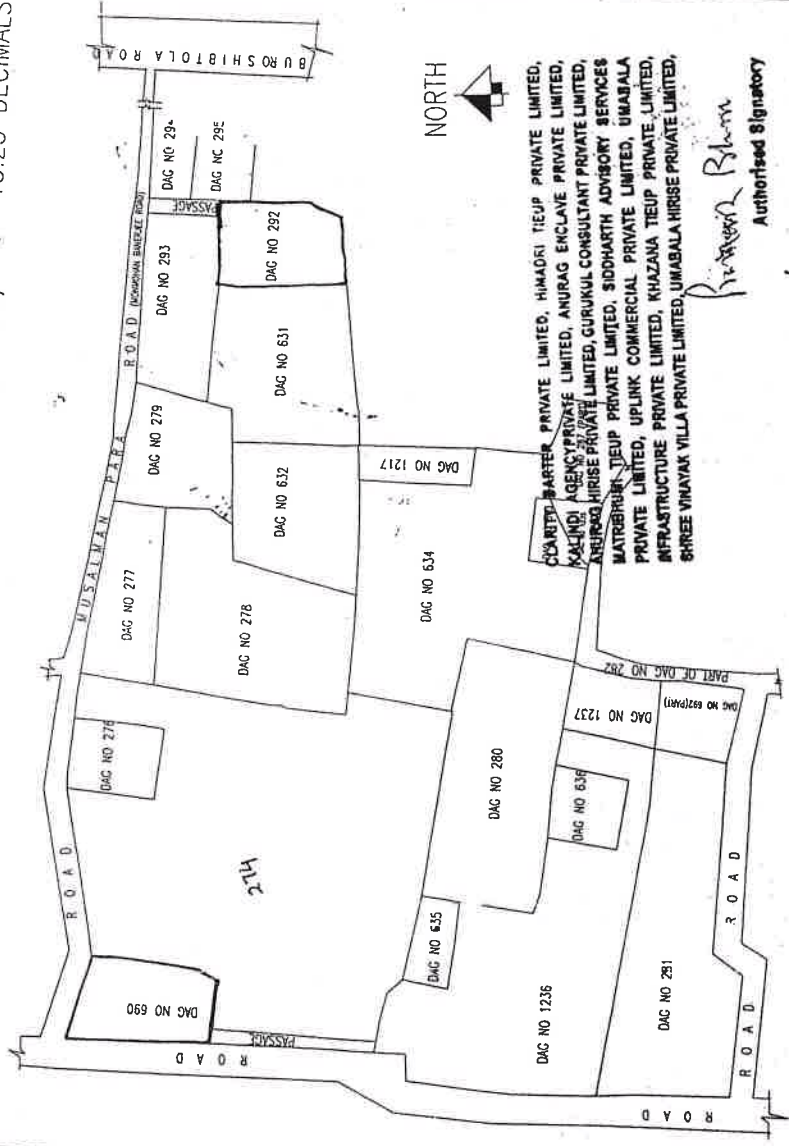 DECIMALS
BUROSHIBTOLA ROAD
NORTH
MUSALMAN PARA
ROAD (MONMOHAN BANERJEE ROAD)
DAG NO 294
DAG NO 295
PASSAGE
DAG NO 293
DAG NO 292
DAG NO 279
DAG NO 631
DAG NO 277
DAG NO 632
DAG NO 1217
DAG NO 278
DAG NO 634
ROAD
DAG NO 276
274
DAG NO 690
PASSAGE
ROAD
DAG NO 280
DAG NO 635
DAG NO 636
DAG NO 1237
DAG NO 692(PART)
PART OF DAG NO 282
DAG NO 1236
DAG NO 281
ROAD
ROAD
ROAD
CLARITY BARTER PRIVATE LIMITED, HIMADRI TIEUP PRIVATE LIMITED,
KALINDI AGENCY PRIVATE LIMITED, ANURAG ENCLAVE PRIVATE LIMITED,
ANURAG HIRISE PRIVATE LIMITED, GURUKUL CONSULTANT PRIVATE LIMITED,
MATRIBHUMI TIEUP PRIVATE LIMITED, SIDDHARTH ADVISORY SERVICES
PRIVATE LIMITED, UPLINK COMMERCIAL PRIVATE LIMITED, UMABALA
INFRASTRUCTURE PRIVATE LIMITED, KHAZANA TIEUP PRIVATE LIMITED,
SHREE VINAYAK VILLA PRIVATE LIMITED, UMABALA HIRISE PRIVATE LIMITED,
Authorised Signatory